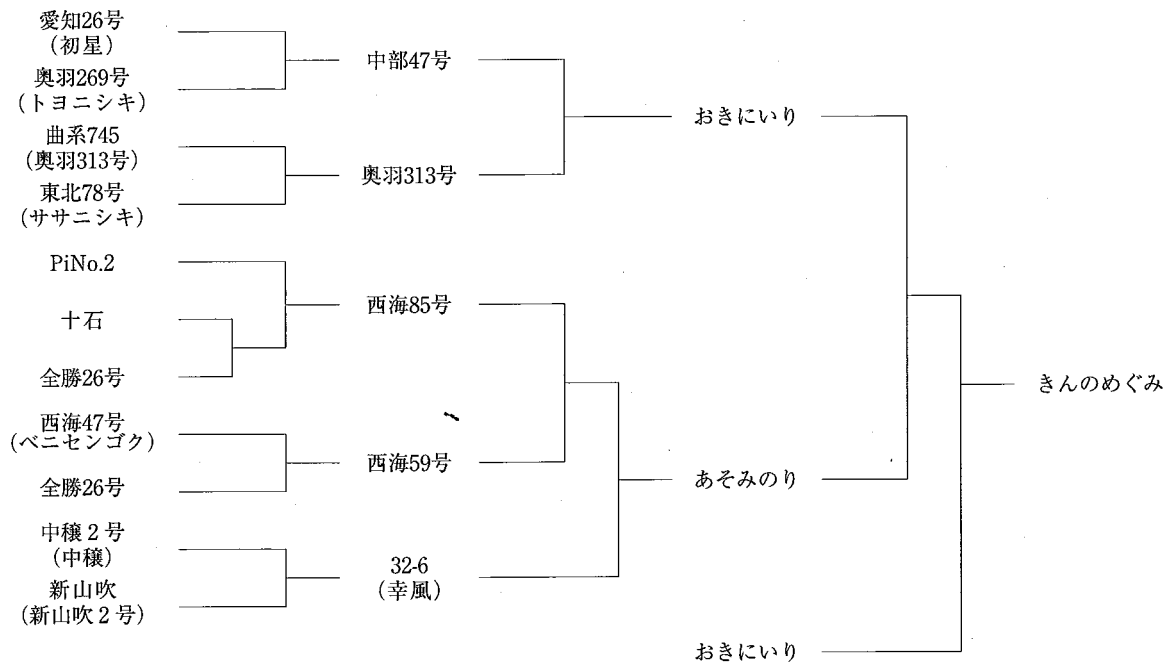 愛知26号
(初星)
奥羽269号
(トヨニシキ)
曲系745
(奥羽313号)
東北78号
(ササニシキ)
PiNo.2
十石
全勝26号
西海47号
(ベニセンゴク)
全勝26号
中穣2号
(中穣)
新山吹
(新山吹2号)
中部47号
奥羽313号
西海85号
西海59号
32-6
(幸風)
おきにいり
あそみのり
おきにいり
きんのめぐみ